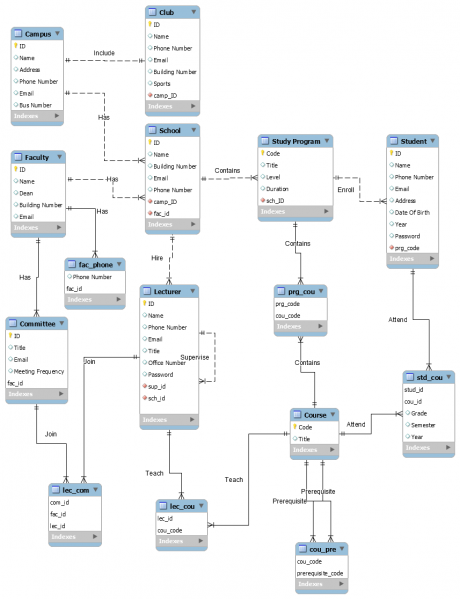 Campus
ID
Name
Address
Phone Number
Email
Bus Number
Indexes
Include
Has
Club
ID
Name
Phone Number
Email
Building Number
Sports
camp_ID
Indexes
Faculty
ID
Name
Dean
Building Number
Email
Indexes
Has
Has
Has
School
ID
Name
Building Number
Email
Phone Number
camp_ID
fac_id
Indexes
Contains
Hire
Study Program
Code
Title
Level
Duration
sch_ID
Indexes
Enroll
Contains
Student
ID
Name
Phone Number
Email
Address
Date Of Birth
Year
Password
prg_code
Indexes
Attend
fac_phone
Phone Number
fac_id
Indexes
Committee
ID
Title
Email
Meeting Frequency
fac_id
Indexes
Join
Join
Lecturer
ID
Name
Phone Number
Email
Title
Office Number
Password
sup_id
sch_id
Indexes
Supervise
Teach
prg_cou
prg_code
cou_code
Indexes
Contains
std_cou
stud_id
cou_id
Grade
Semester
Year
Indexes
Course
Code
Title
Indexes
Attend
Teach
Prerequisite
Prerequisite
lec_com
com_id
fac_id
lec_id
Indexes
lec_cou
lec_id
cou_code
Indexes
cou_pre
cou_code
prerequisite_code
Indexes